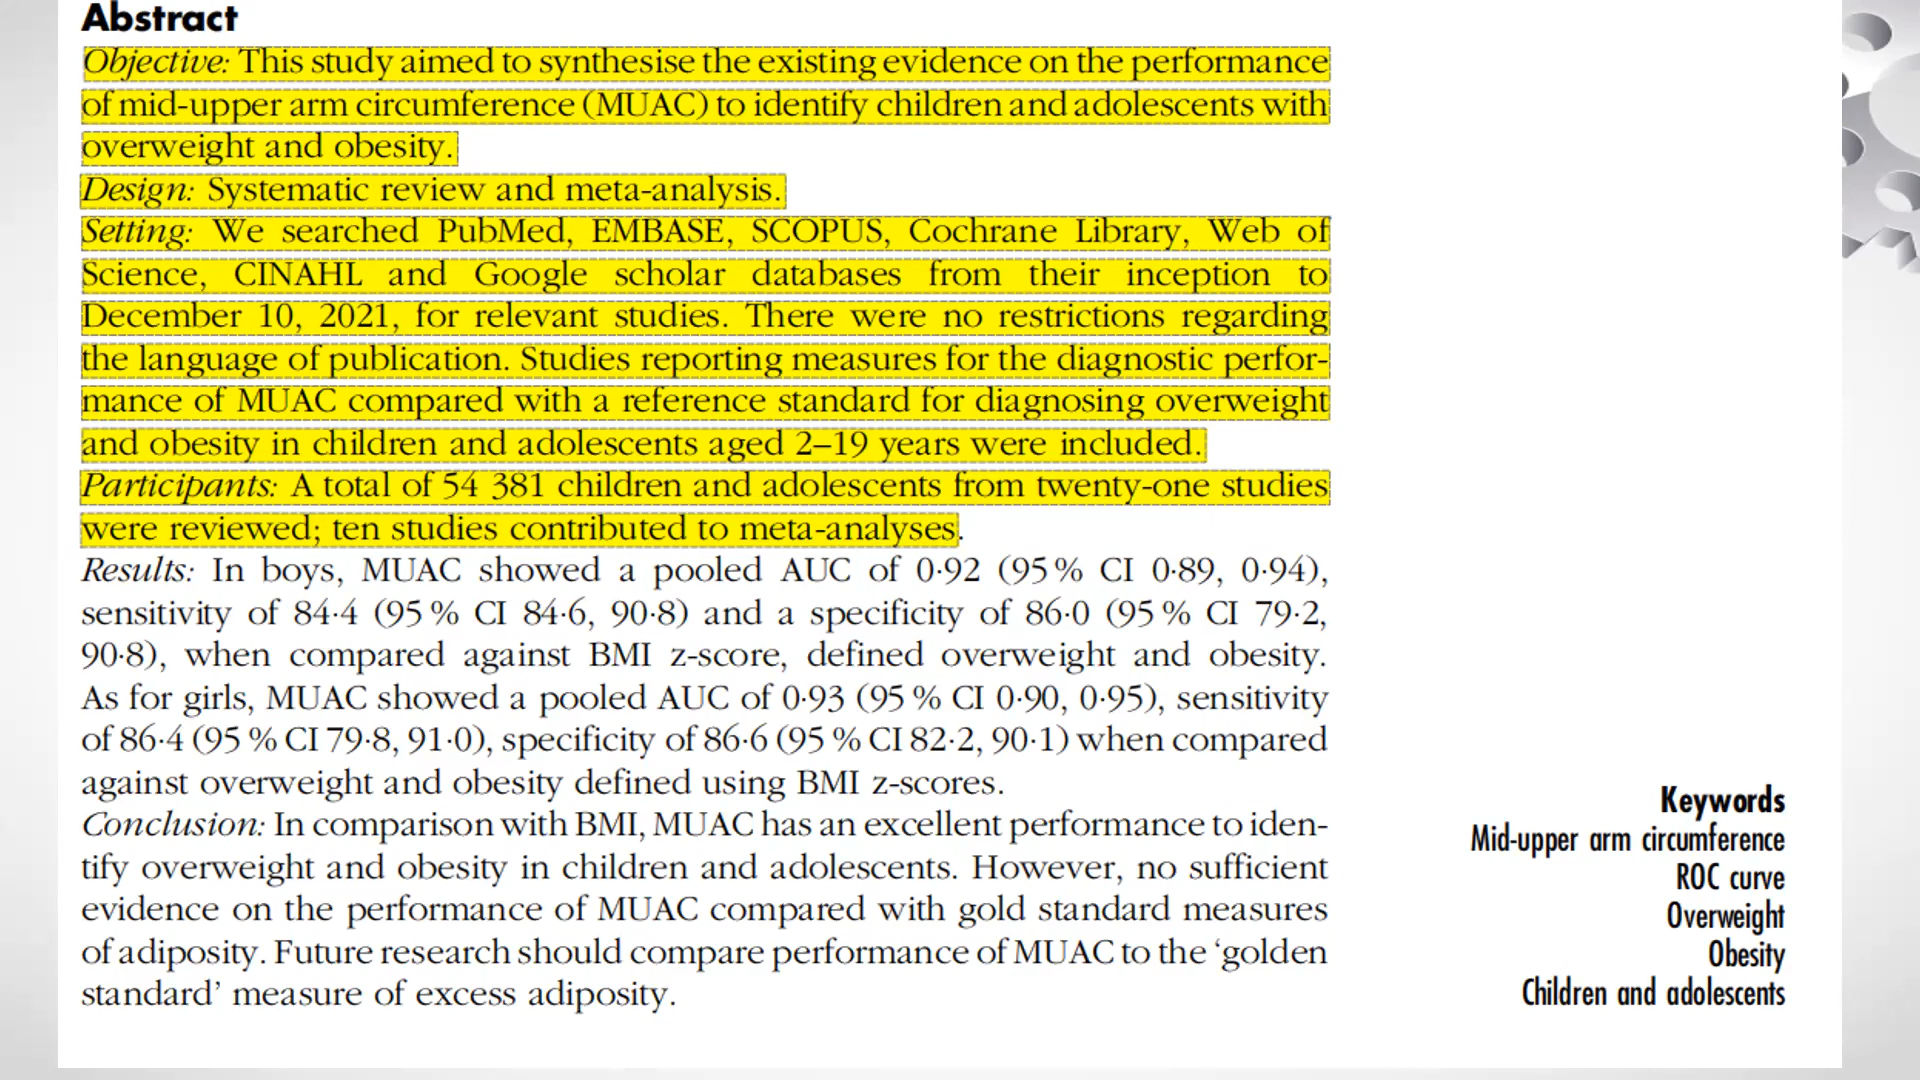 Abstract
Objective: This study aimed to synthesise the existing evidence on the performance
of mid-upper arm circumference (MUAC) to identify children and adolescents with
overweight and obesity.
Design: Systematic review and meta-analysis.
Setting: We searched PubMed, EMBASE, SCOPUS, Cochrane Library, Web of
Science, CINAHL and Google scholar databases from their inception to
December 10, 2021, for relevant studies. There were no restrictions regarding
the language of publication. Studies reporting measures for the diagnostic perfor-
mance of MUAC compared with a reference standard for diagnosing overweight
and obesity in children and adolescents aged 2–19 years were included.
Participants: A total of 54 381 children and adolescents from twenty-one studies
were reviewed; ten studies contributed to meta-analyses.
Results: In boys, MUAC showed a pooled AUC of 0·92 (95 % CI 0·89, 0·94),
sensitivity of 84·4 (95 % CI 84·6, 90·8) and a specificity of 86·0 (95 % CI 79·2,
90·8), when compared against BMI z-score, defined overweight and obesity.
As for girls, MUAC showed a pooled AUC of 0·93 (95 % CI 0·90, 0·95), sensitivity
of 86·4 (95 % CI 79·8, 91·0), specificity of 86·6 (95 % CI 82·2, 90·1) when compared
against overweight and obesity defined using BMI z-scores.
Conclusion: In comparison with BMI, MUAC has an excellent performance to iden-
tify overweight and obesity in children and adolescents. However, no sufficient
evidence on the performance of MUAC compared with gold standard measures
of adiposity. Future research should compare performance of MUAC to the ‘golden
standard’ measure of excess adiposity.
Keywords
Mid-upper arm circumference
ROC curve
Overweight
Obesity
Children and adolescents